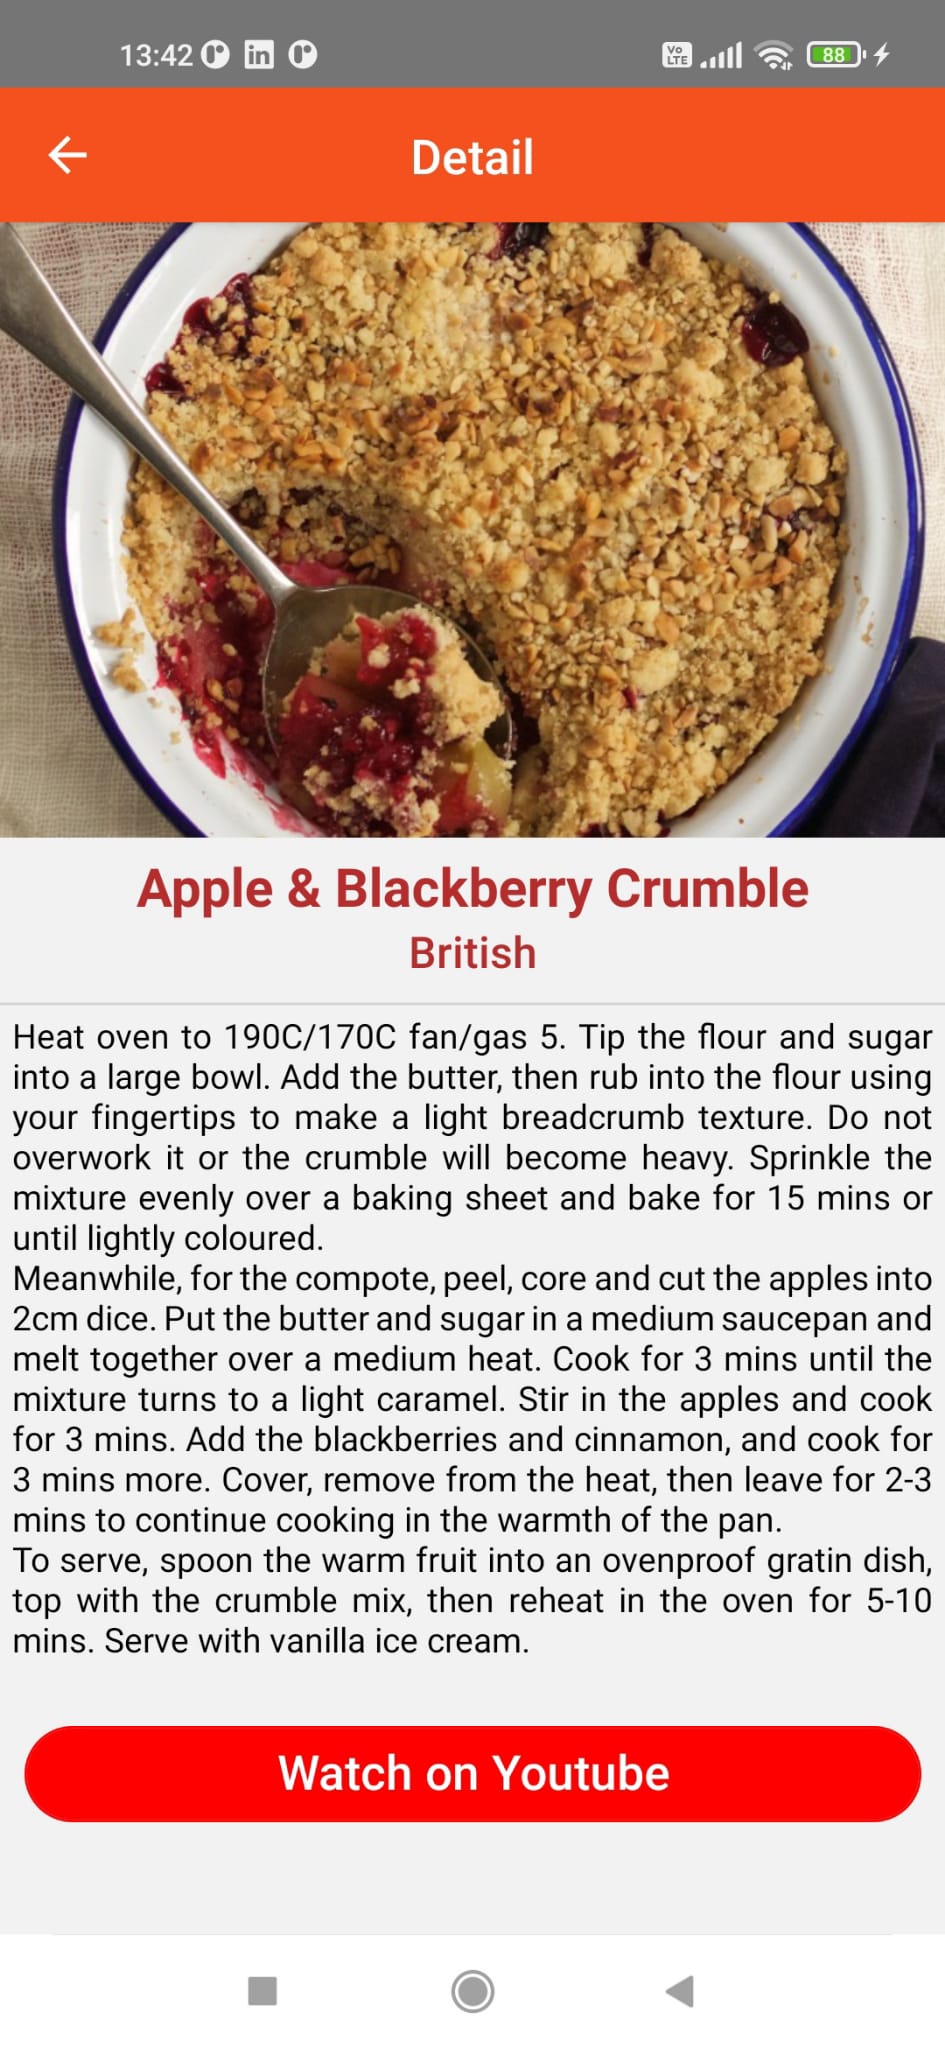 13:42 in Vo LTE 88
Detail
Apple & Blackberry Crumble
British
Heat oven to 190C/170C fan/gas 5. Tip the flour and sugar
into a large bowl. Add the butter, then rub into the flour using
your fingertips to make a light breadcrumb texture. Do not
overwork it or the crumble will become heavy. Sprinkle the
mixture evenly over a baking sheet and bake for 15 mins or
until lightly coloured.
Meanwhile, for the compote, peel, core and cut the apples into
2cm dice. Put the butter and sugar in a medium saucepan and
melt together over a medium heat. Cook for 3 mins until the
mixture turns to a light caramel. Stir in the apples and cook
for 3 mins. Add the blackberries and cinnamon, and cook for
3 mins more. Cover, remove from the heat, then leave for 2-3
mins to continue cooking in the warmth of the pan.
To serve, spoon the warm fruit into an ovenproof gratin dish,
top with the crumble mix, then reheat in the oven for 5-10
mins. Serve with vanilla ice cream.
Watch on Youtube